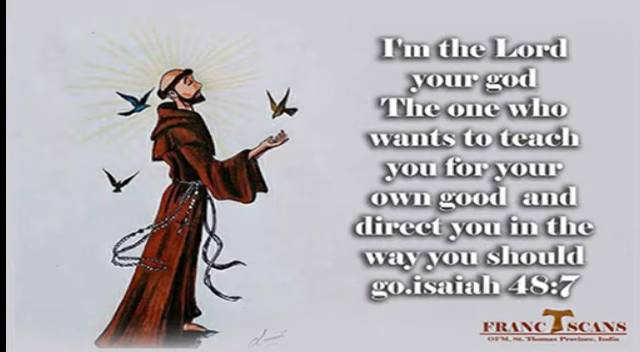 I'm the Lord
your god
The one who
wants to teach
you for your
own good and
direct you in the
way you should
go.isaiah 48:7
FRANCTSCANS
OFM, St. Thomas Province, India